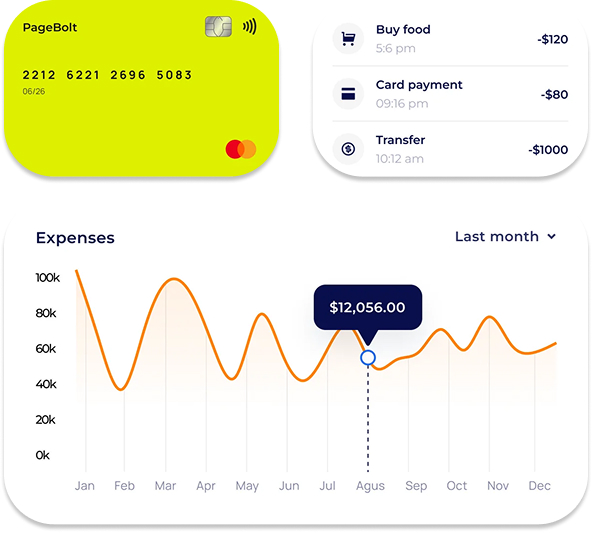 PageBolt
2212 6221 2696 5083
06/26
Buy food
5:6 pm
-$120
Card payment
09:16 pm
-$80
Transfer
10:12 am
-$1000
Expenses
Last month
$12,056.00
100k
80k
60k
40k
20k
0k
Jan Feb Mar Apr May Jun Jul Agus Sep Oct Nov Dec